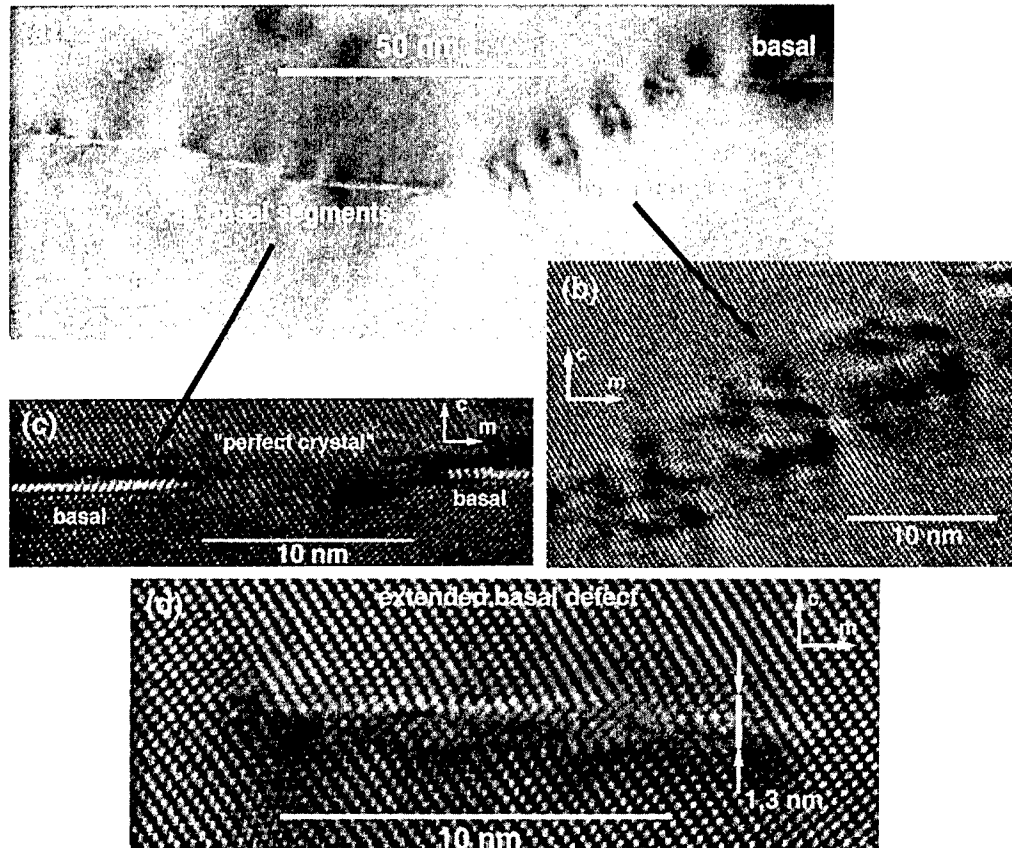 50 nm
basal
basal segments
(b)
c
m
10 nm
(c)
"perfect crystal"
c
m
basal
basal
10 nm
(d)
extended basal defect
c
m
1.3 nm
10 nm